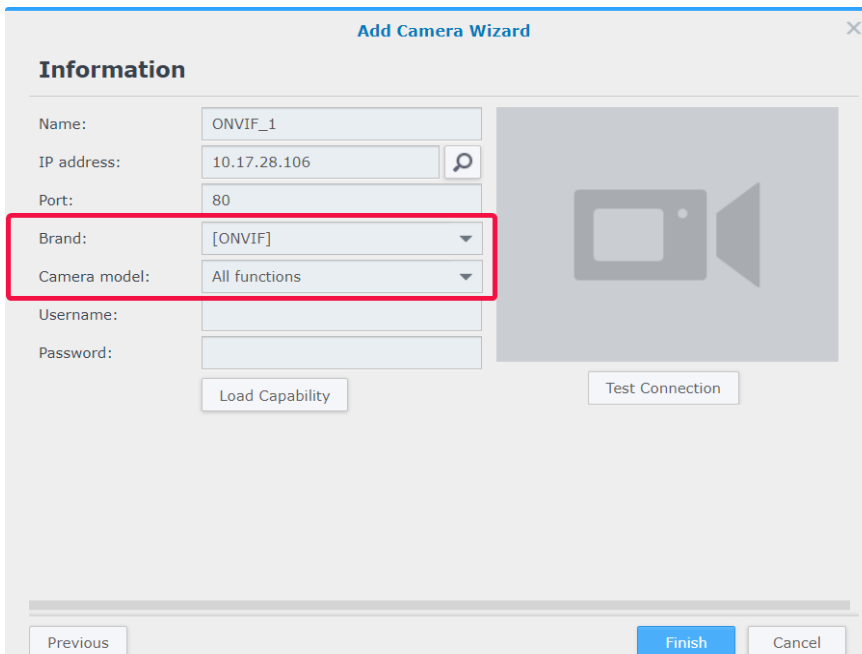 Add Camera Wizard
Information
Name: ONVIF_1
IP address: 10.17.28.106
Port: 80
Brand: [ONVIF]
Camera model: All functions
Username:
Password:
Load Capability
Test Connection
Previous Finish Cancel